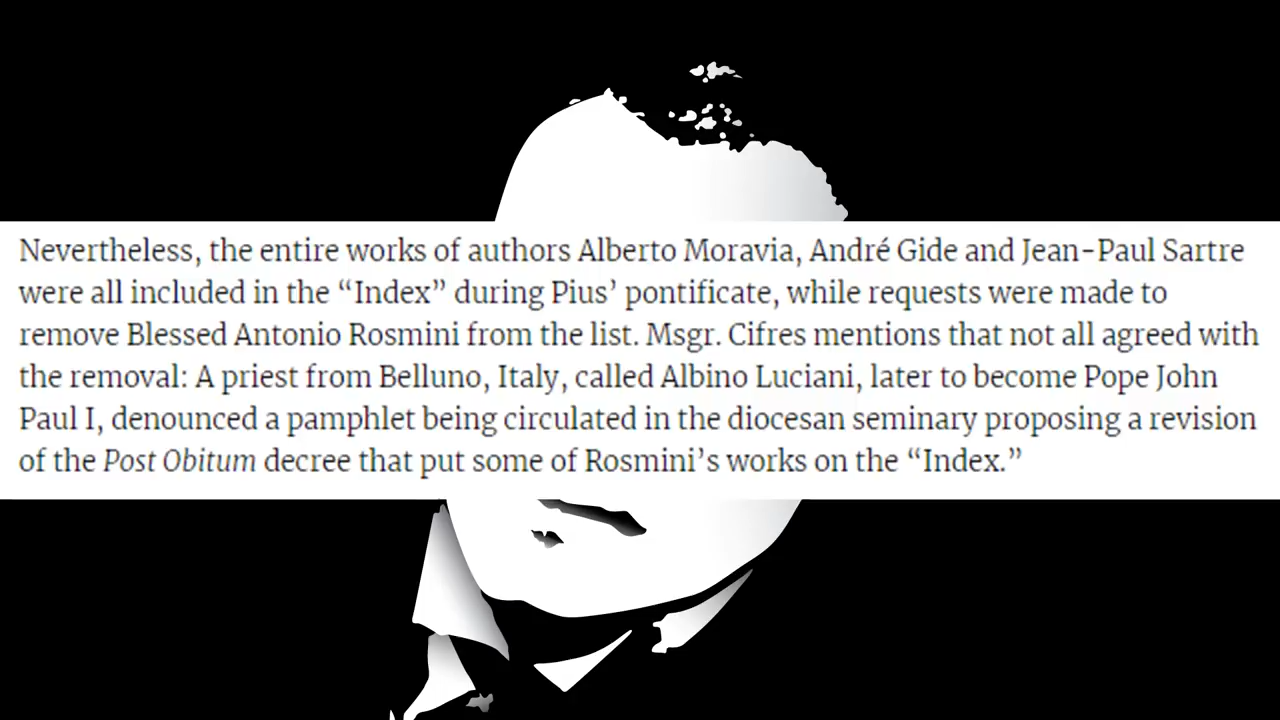 Nevertheless, the entire works of authors Alberto Moravia, André Gide and Jean-Paul Sartre
were all included in the “Index” during Pius’ pontificate, while requests were made to
remove Blessed Antonio Rosmini from the list. Msgr. Cifres mentions that not all agreed with
the removal: A priest from Belluno, Italy, called Albino Luciani, later to become Pope John
Paul I, denounced a pamphlet being circulated in the diocesan seminary proposing a revision
of the Post Obitum decree that put some of Rosmini’s works on the “Index.”